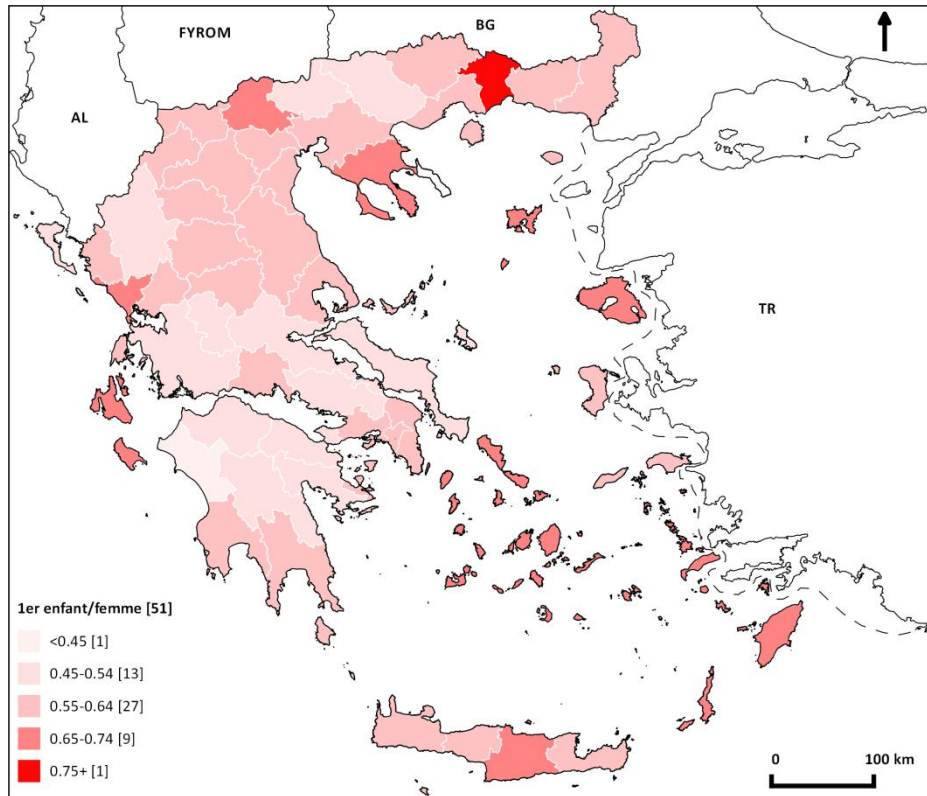 BG
FYROM
AL
TR
1er enfant/femme [51]
<0.45 [1]
0.45-0.54 [13]
0.55-0.64 [27]
0.65-0.74 [9]
0.75+ [1]
0 100 km